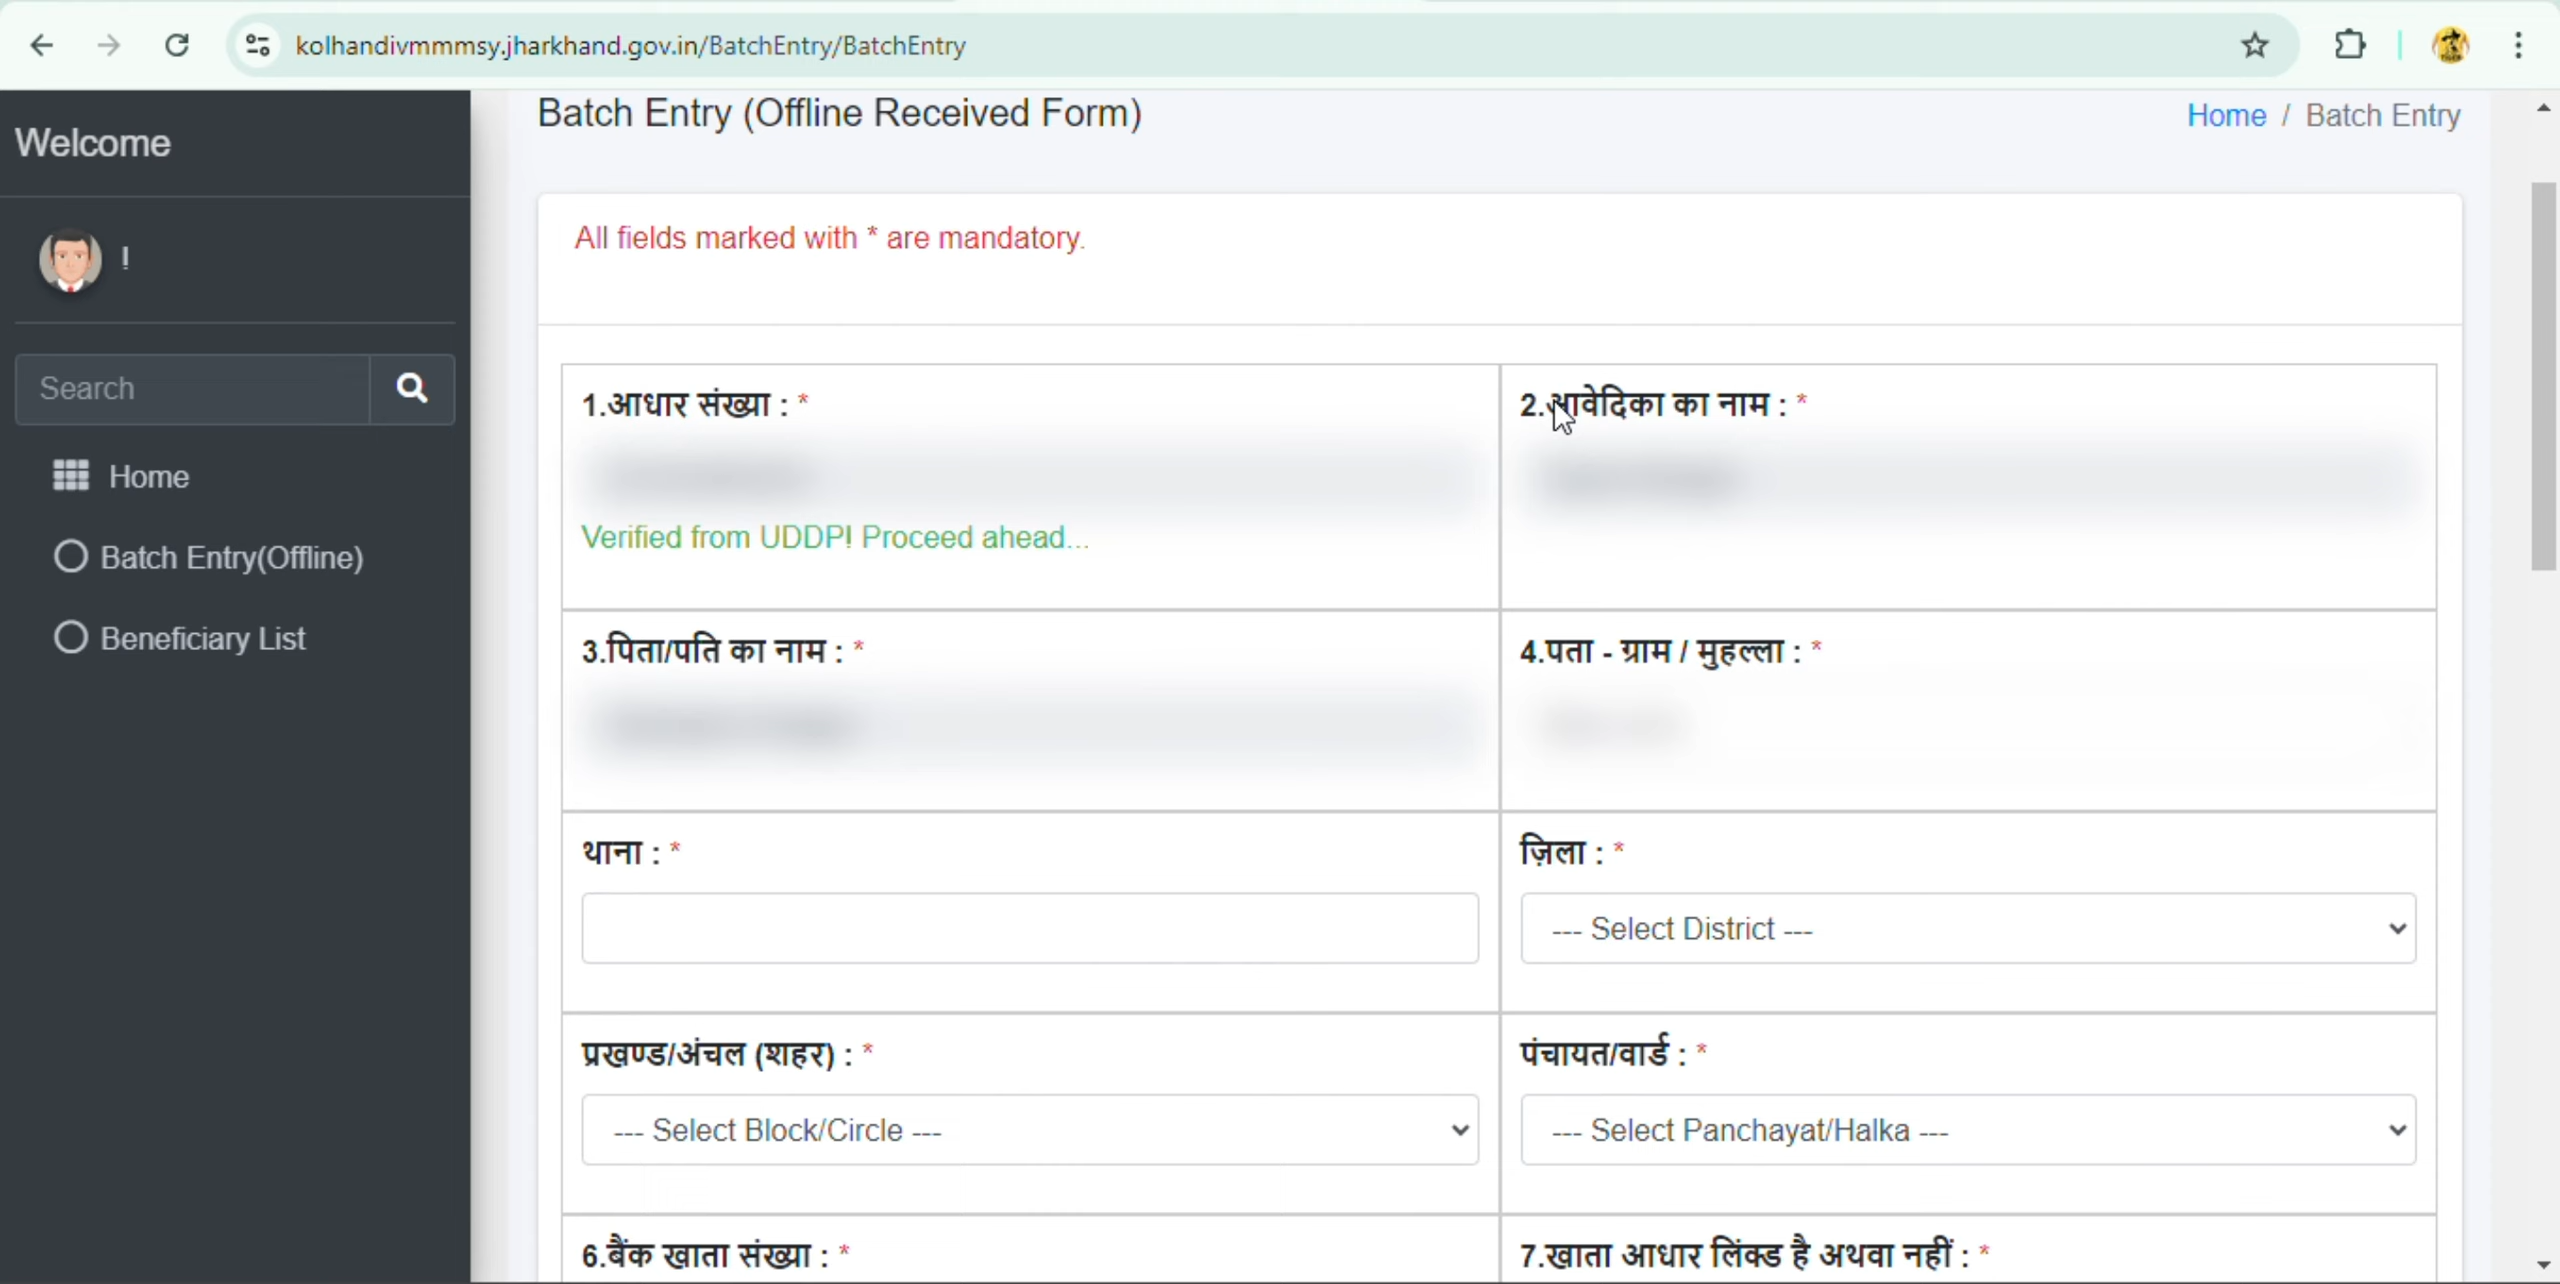 kolhandivmmmsy.jharkhand.gov.in/BatchEntry/BatchEntry
Welcome
!
Search
Home
Batch Entry(Offline)
Beneficiary List
Batch Entry (Offline Received Form)
Home / Batch Entry
All fields marked with * are mandatory.
1.आधार संख्या : *
2.आवेदिका का नाम : *
Verified from UDDP! Proceed ahead...
3.पिता/पति का नाम : *
4.पता - ग्राम / मुहल्ला : *
थाना : *
ज़िला : *
--- Select District ---
प्रखण्ड/अंचल (शहर) : *
पंचायत/वार्ड : *
--- Select Block/Circle ---
--- Select Panchayat/Halka ---
6.बैंक खाता संख्या : *
7.खाता आधार लिंक्ड है अथवा नहीं : *